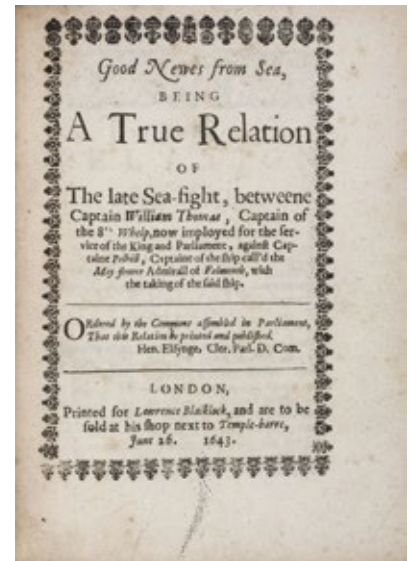 Good Newes from Sea,
BEING
A True Relation
OF
The late Sea-fight, betweene
Captain William Thomas, Captain of
the 8th Whelp, now imployed for the ser-
vice of the King and Parliament, against Cap-
taine Polhill, Captaine of the ship call'd the
May-flower Admirall of Falmouth, with
the taking of the said ship.
ORdered by the Commons assembled in Parliament,
That this Relation be printed and published.
Hen. Elsynge, Cler. Parl. D. Com.
LONDON,
Printed for Lawrence Blaiklock, and are to be
sold at his shop next to Temple-barre,
June 26. 1643.